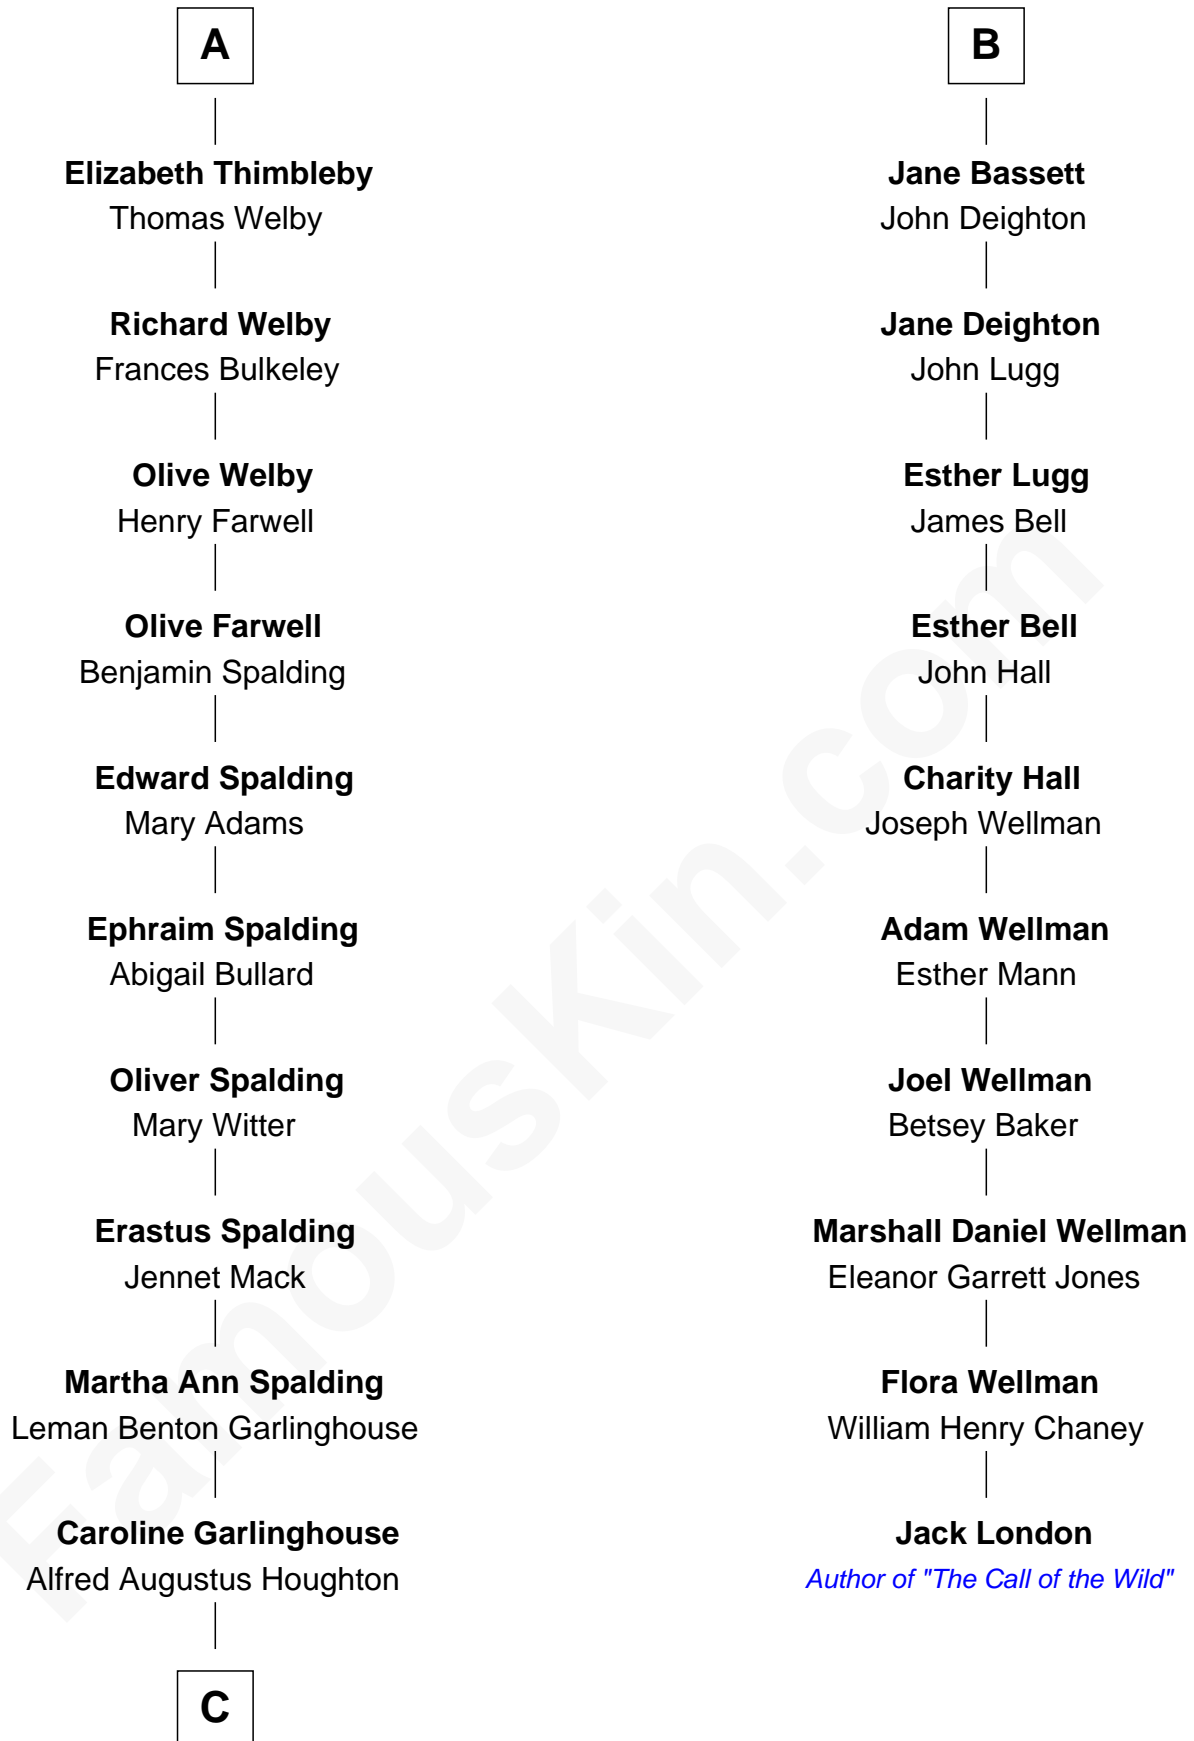 A
Elizabeth Thimbleby
Thomas Welby
Richard Welby
Frances Bulkeley
Olive Welby
Henry Farwell
Olive Farwell
Benjamin Spalding
Edward Spalding
Mary Adams
Ephraim Spalding
Abigail Bullard
Oliver Spalding
Mary Witter
Erastus Spalding
Jennet Mack
Martha Ann Spalding
Leman Benton Garlinghouse
Caroline Garlinghouse
Alfred Augustus Houghton
C
B
Jane Bassett
John Deighton
Jane Deighton
John Lugg
Esther Lugg
James Bell
Esther Bell
John Hall
Charity Hall
Joseph Wellman
Adam Wellman
Esther Mann
Joel Wellman
Betsey Baker
Marshall Daniel Wellman
Eleanor Garrett Jones
Flora Wellman
William Henry Chaney
Jack London
Author of "The Call of the Wild"
FamousKin.com